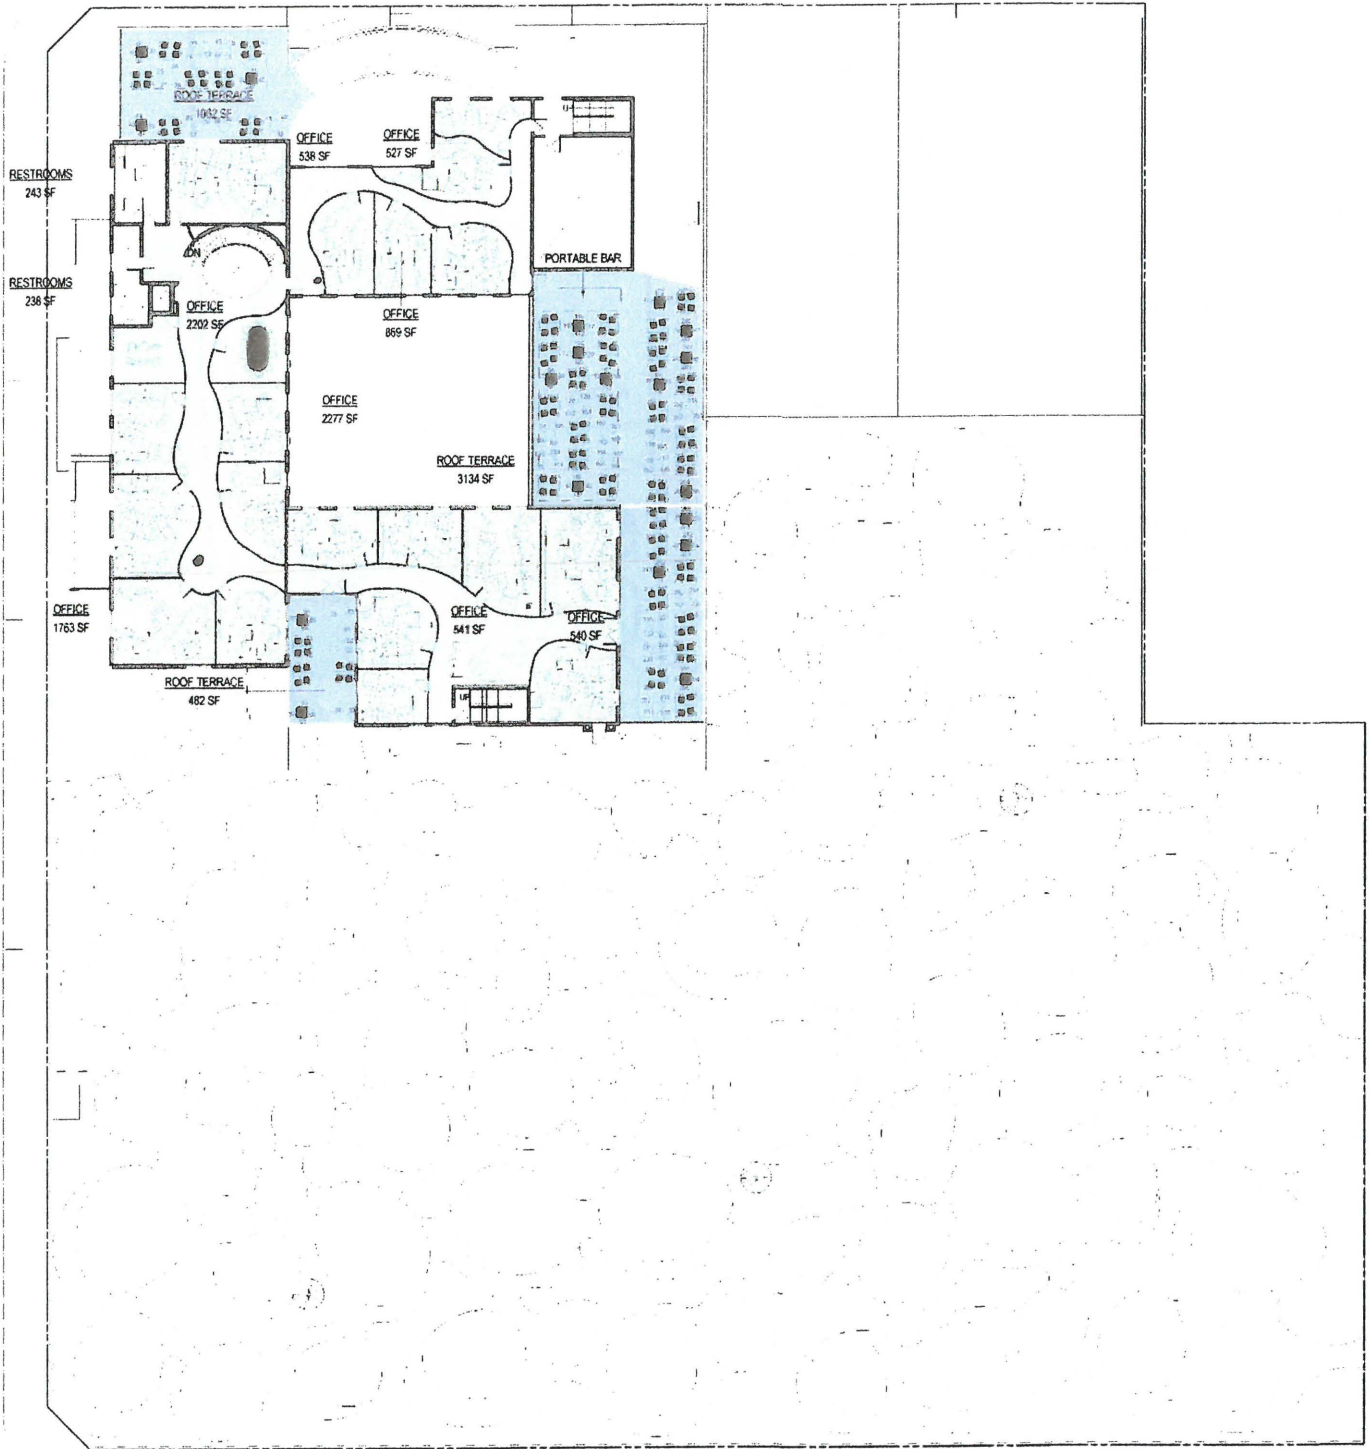 ROOF TERRACE
OFFICE
538 SF
OFFICE
527 SF
RESTROOMS
243 SF
DN
PORTABLE BAR
RESTROOMS
238 SF
OFFICE
2202 SF
OFFICE
869 SF
OFFICE
2277 SF
ROOF TERRACE
3134 SF
OFFICE
1763 SF
OFFICE
541 SF
OFFICE
540 SF
ROOF TERRACE
482 SF
UP